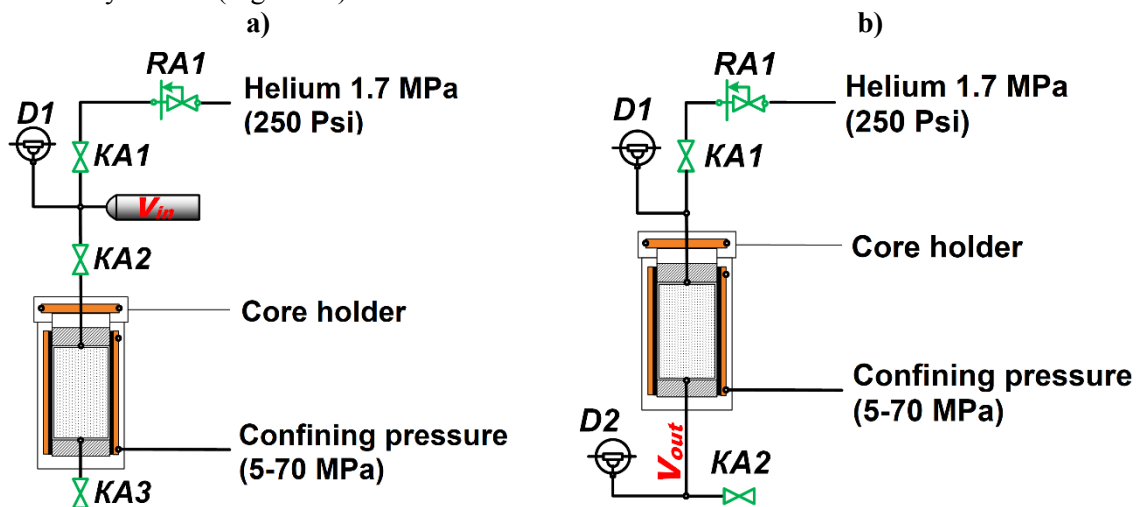 a)
RA1
Helium 1.7 MPa
(250 Psi)
D1
KA1
Vin
KA2
Core holder
Confining pressure
(5-70 MPa)
KA3
b)
RA1
Helium 1.7 MPa
(250 Psi)
D1
KA1
Core holder
Confining pressure
(5-70 MPa)
D2
Vout
KA2